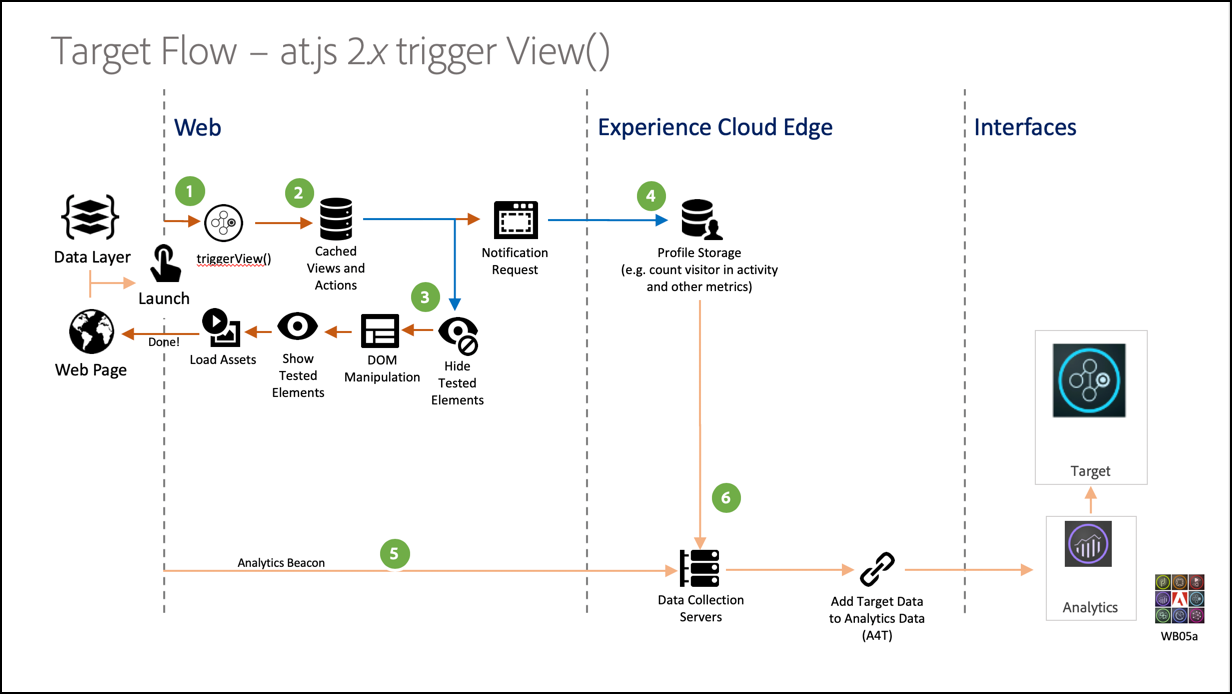 Target Flow – at.js 2x trigger View()
Web
Experience Cloud Edge
Interfaces
1
2
4
Data Layer
triggerView()
Cached
Views and
Actions
Notification
Request
Profile Storage
(e.g. count visitor in activity
and other metrics)
Launch
3
Done!
Web Page
Load Assets
Show
Tested
Elements
DOM
Manipulation
Hide
Tested
Elements
Target
6
5
Analytics Beacon
Data Collection
Servers
Add Target Data
to Analytics Data
(A4T)
Analytics
WB05a